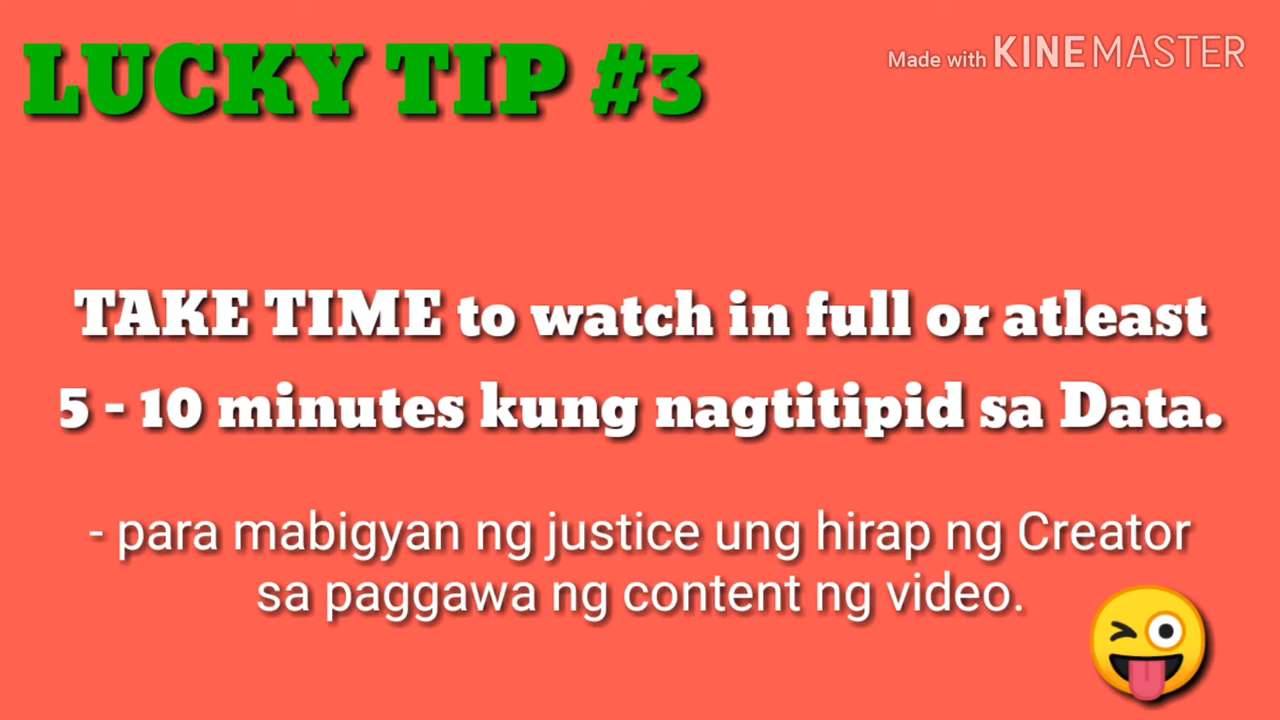 LUCKY TIP #3
Made with KINEMASTER
TAKE TIME to watch in full or atleast
5 - 10 minutes kung nagtitipid sa Data.
- para mabigyan ng justice ung hirap ng Creator
sa paggawa ng content ng video.